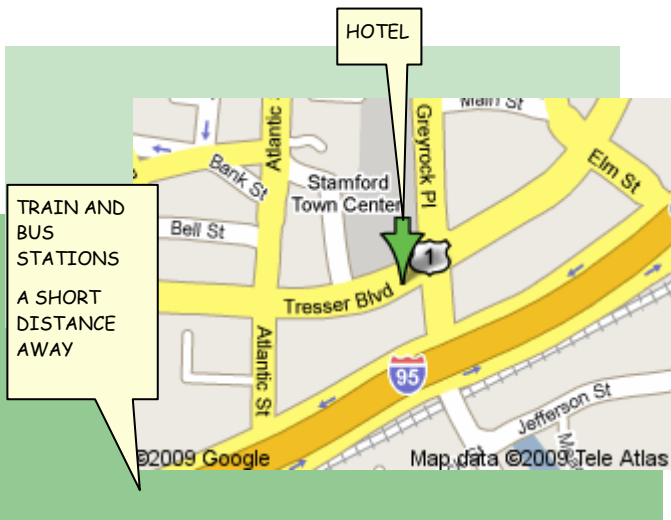 HOTEL
Main St
Atlantic
Greyrock Pl
Elm St
Bank St
Stamford
Town Center
TRAIN AND
BUS
STATIONS
A SHORT
DISTANCE
AWAY
Bell St
1
Tresser Blvd
Atlantic St
95
Jefferson St
©2009 Google
Map data ©2009 Tele Atlas